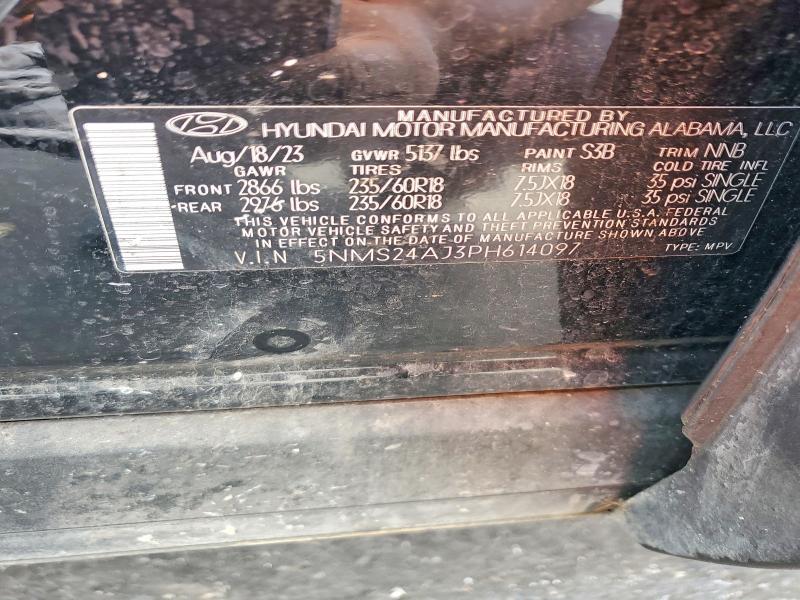 MANUFACTURED BY
HYUNDAI MOTOR MANUFACTURING ALABAMA, LLC
Aug/18/23 GVWR 5137 lbs PAINT S3B TRIM NNB
GAWR TIRES RIMS COLD TIRE INFL
FRONT 2866 lbs 235/60R18 7.5JX18 35 psi SINGLE
REAR 2976 lbs 235/60R18 7.5JX18 35 psi SINGLE
THIS VEHICLE CONFORMS TO ALL APPLICABLE U.S.A. FEDERAL
MOTOR VEHICLE SAFETY AND THEFT PREVENTION STANDARDS
IN EFFECT ON THE DATE OF MANUFACTURE SHOWN ABOVE
V.I.N 5NMS24AJ3PH614097 TYPE: MPV